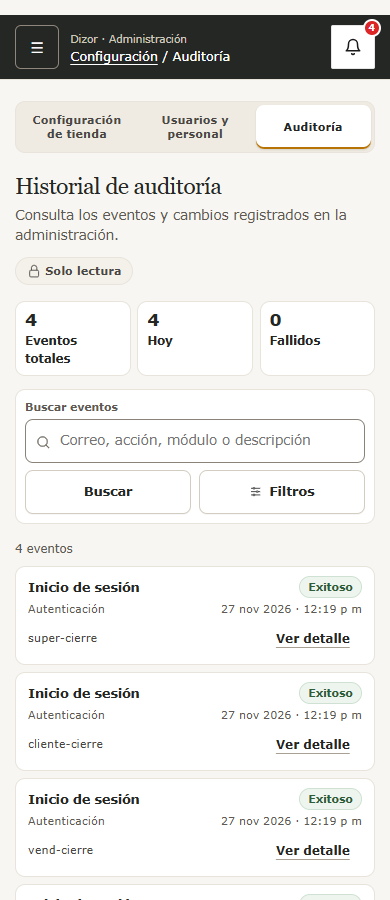 Dizor · Administración
Configuración / Auditoría
4
Configuración de tienda
Usuarios y personal
Auditoría
Historial de auditoría
Consulta los eventos y cambios registrados en la
administración.
Solo lectura
4
Eventos totales
4
Hoy
0
Fallidos
Buscar eventos
Correo, acción, módulo o descripción
Buscar
Filtros
4 eventos
Inicio de sesión
Exitoso
Autenticación
27 nov 2026 · 12:19 p m
super-cierre
Ver detalle
Inicio de sesión
Exitoso
Autenticación
27 nov 2026 · 12:19 p m
cliente-cierre
Ver detalle
Inicio de sesión
Exitoso
Autenticación
27 nov 2026 · 12:19 p m
vend-cierre
Ver detalle